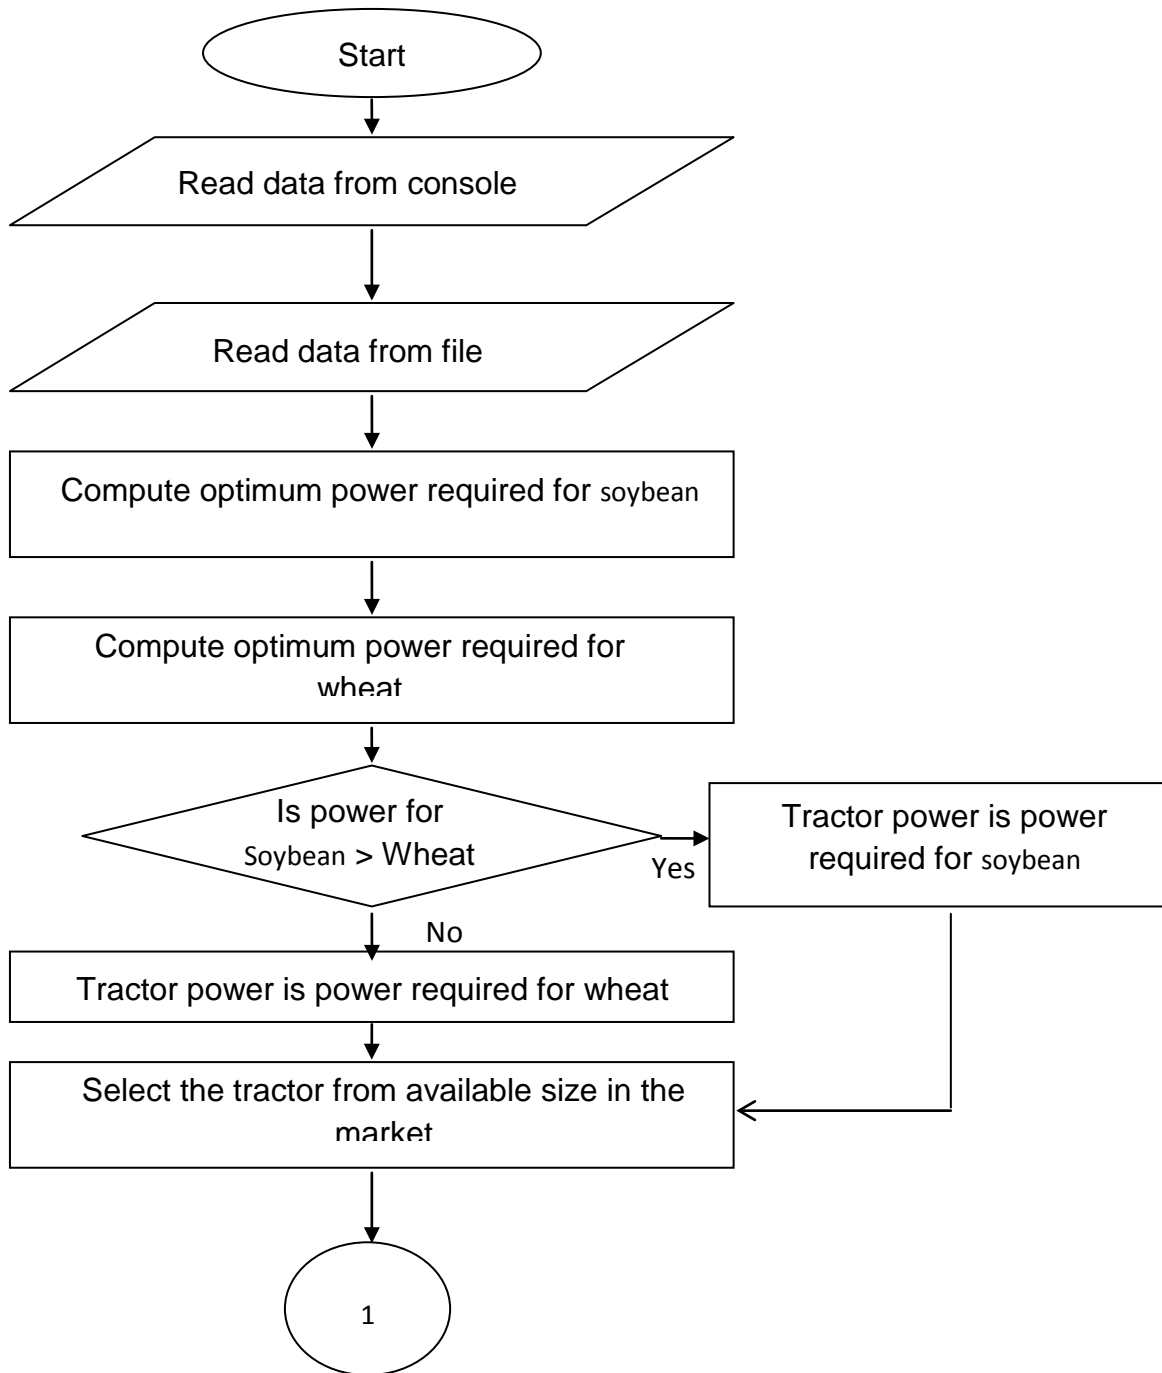 Start
Read data from console
Read data from file
Compute optimum power required for soybean
Compute optimum power required for
wheat
Is power for
Soybean > Wheat
Yes
Tractor power is power
required for soybean
No
Tractor power is power required for wheat
Select the tractor from available size in the
market
1